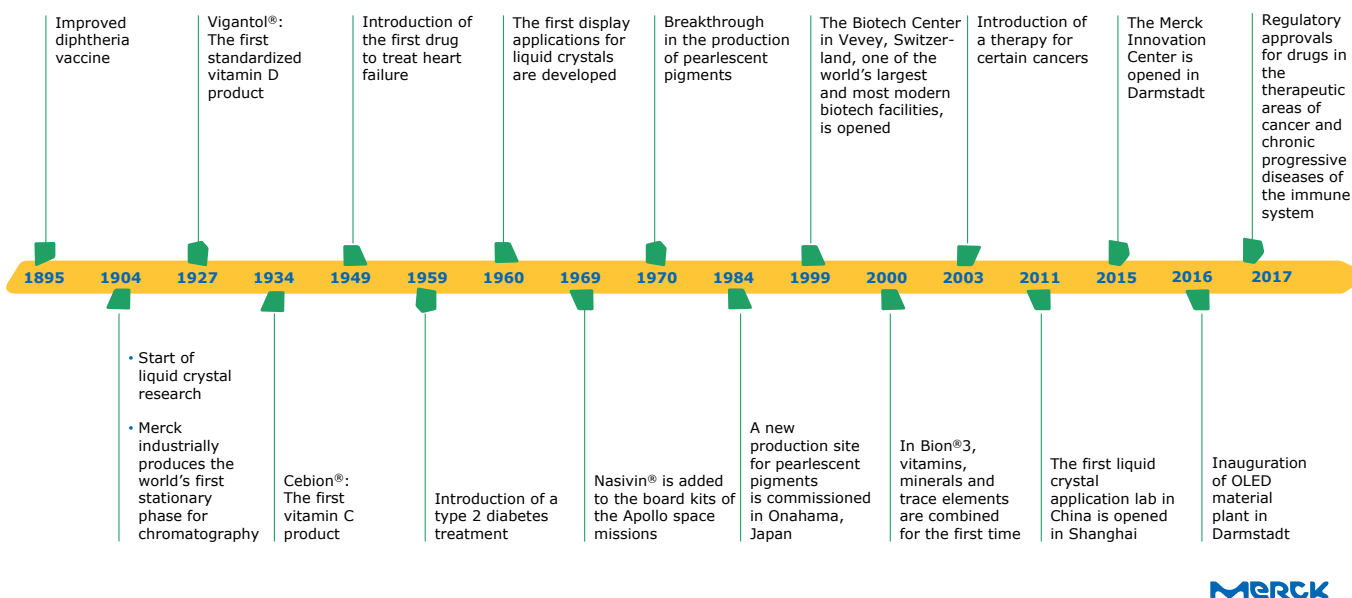 Improved
diphtheria
vaccine
Vigantol®:
The first
standardized
vitamin D
product
Introduction of
the first drug
to treat heart
failure
The first display
applications for
liquid crystals
are developed
Breakthrough
in the production
of pearlescent
pigments
The Biotech Center
in Vevey, Switzer-
land, one of the
world's largest
and most modern
biotech facilities,
is opened
Introduction of
a therapy for
certain cancers
The Merck
Innovation
Center is
opened in
Darmstadt
Regulatory
approvals
for drugs in
the
therapeutic
areas of
cancer and
chronic
progressive
diseases of
the immune
system
1895 1904 1927 1934 1949 1959 1960 1969 1970 1984 1999 2000 2003 2011 2015 2016 2017
• Start of
liquid crystal
research
• Merck
industrially
produces the
world's first
stationary
phase for
chromatography
Cebion®:
The first
vitamin C
product
Introduction of a
type 2 diabetes
treatment
Nasivin® is added
to the board kits of
the Apollo space
missions
A new
production site
for pearlescent
pigments
is commissioned
in Onahama,
Japan
In Bion®3,
vitamins,
minerals and
trace elements
are combined
for the first time
The first liquid
crystal
application lab in
China is opened
in Shanghai
Inauguration
of OLED
material
plant in
Darmstadt
MERCK